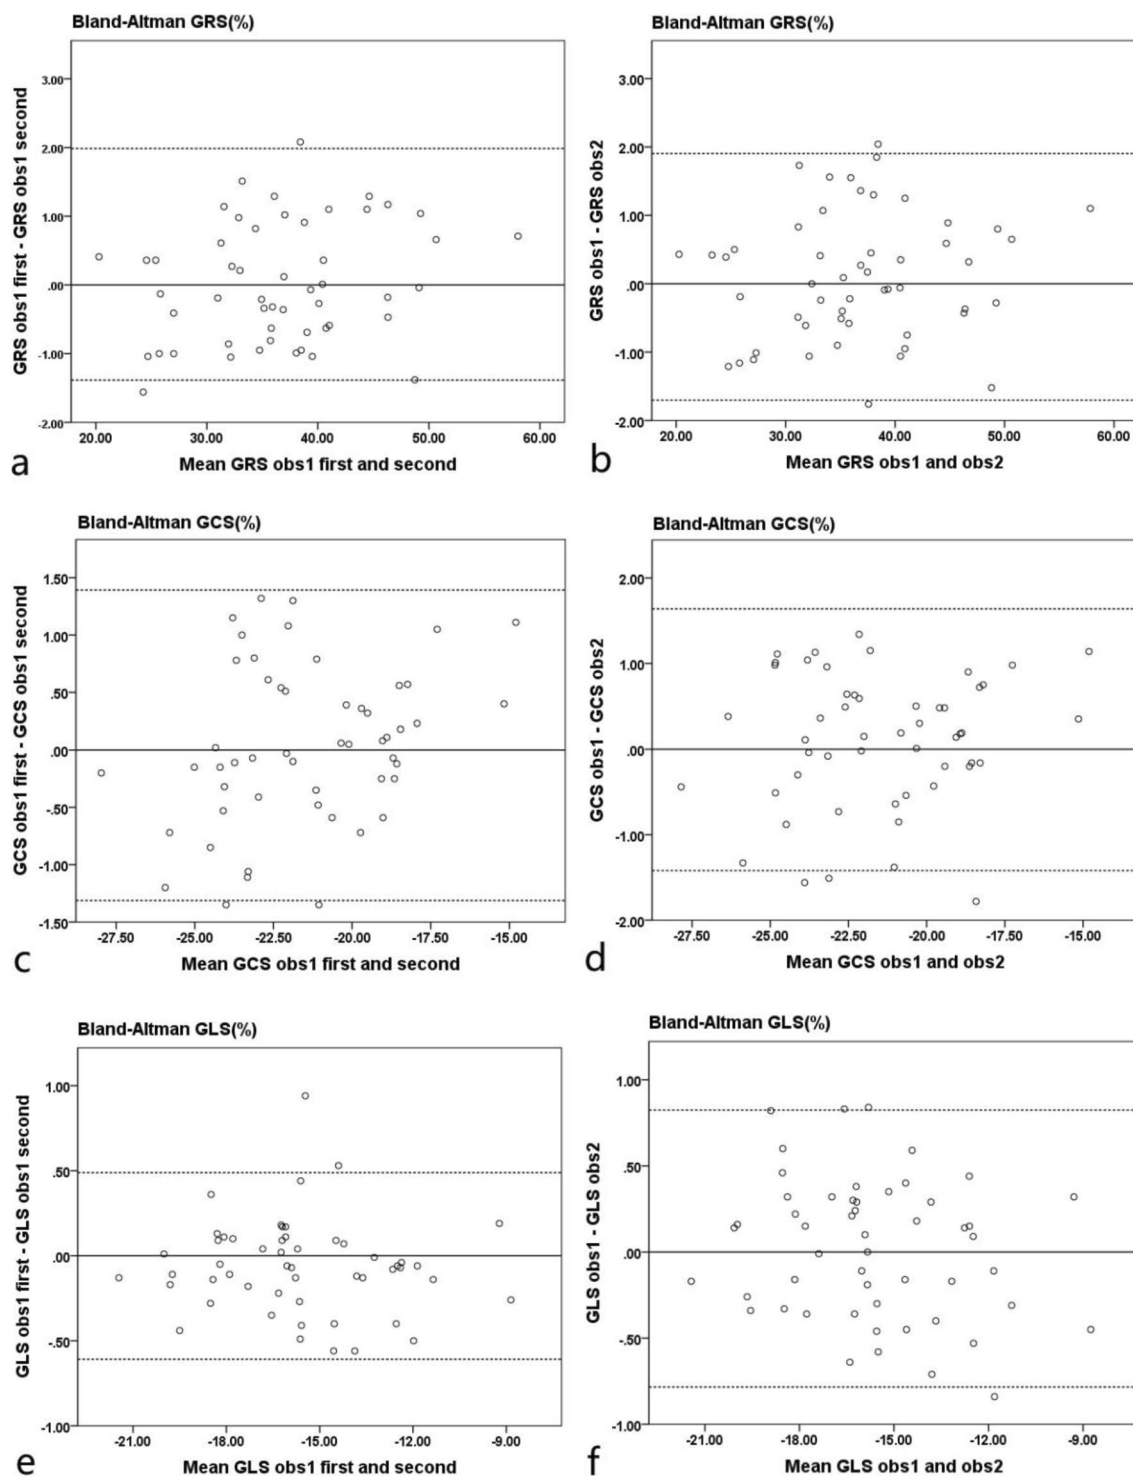 Bland-Altman GRS(%)
GRS obs1 first - GRS obs1 second
3.00
2.00
1.00
.00
-1.00
-2.00
20.00 30.00 40.00 50.00 60.00
Mean GRS obs1 first and second
a
Bland-Altman GRS(%)
GRS obs1 - GRS obs2
3.00
2.00
1.00
.00
-1.00
-2.00
20.00 30.00 40.00 50.00 60.00
Mean GRS obs1 and obs2
b
Bland-Altman GCS(%)
GCS obs1 first - GCS obs1 second
1.50
1.00
.50
.00
-.50
-1.00
-1.50
-27.50 -25.00 -22.50 -20.00 -17.50 -15.00
Mean GCS obs1 first and second
c
Bland-Altman GCS(%)
GCS obs1 - GCS obs2
2.00
1.00
.00
-1.00
-2.00
-27.50 -25.00 -22.50 -20.00 -17.50 -15.00
Mean GCS obs1 and obs2
d
Bland-Altman GLS(%)
GLS obs1 first - GLS obs1 second
1.00
.50
.00
-.50
-1.00
-21.00 -18.00 -15.00 -12.00 -9.00
Mean GLS obs1 first and second
e
Bland-Altman GLS(%)
GLS obs1 - GLS obs2
1.00
.50
.00
-.50
-1.00
-21.00 -18.00 -15.00 -12.00 -9.00
Mean GLS obs1 and obs2
f